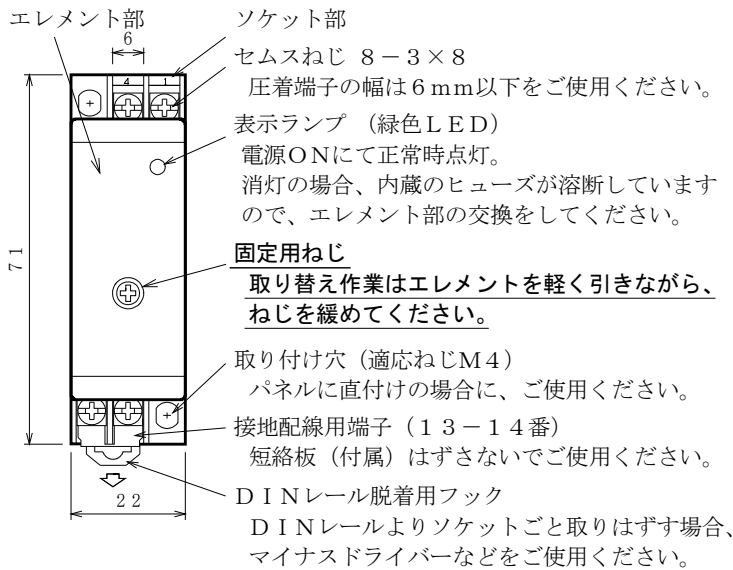 エレメント部
ソケット部
6
セムスねじ ８－３×８
圧着端子の幅は６mm以下をご使用ください。
4 1
表示ランプ （緑色ＬＥＤ）
電源ＯＮにて正常時点灯。
消灯の場合、内蔵のヒューズが溶断しています
ので、エレメント部の交換をしてください。
71
固定用ねじ
取り替え作業はエレメントを軽く引きながら、
ねじを緩めてください。
取り付け穴（適応ねじＭ４）
パネルに直付けの場合に、ご使用ください。
接地配線用端子（１３－１４番）
短絡板（付属）はずさないでご使用ください。
22
ＤＩＮレール脱着用フック
ＤＩＮレールよりソケットごと取りはずす場合、
マイナスドライバーなどをご使用ください。